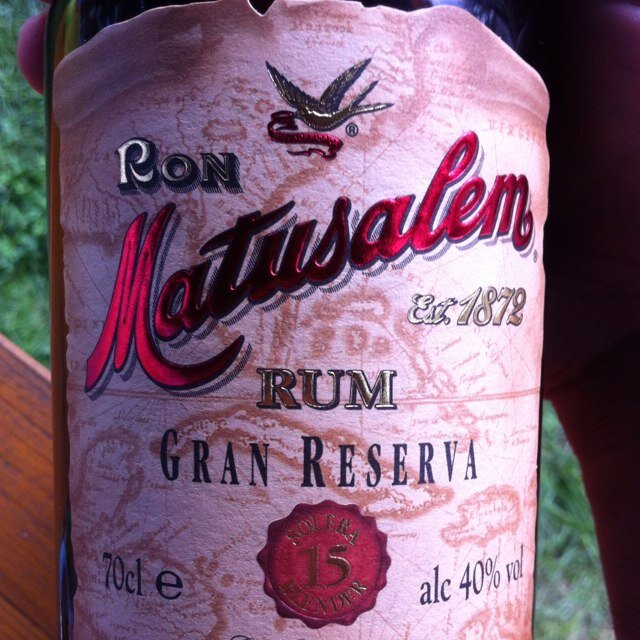 ®
RON
Matusalem®
Est. 1872
RUM
GRAN RESERVA
SOLERA
15
BLENDER
70cl e
alc 40% vol